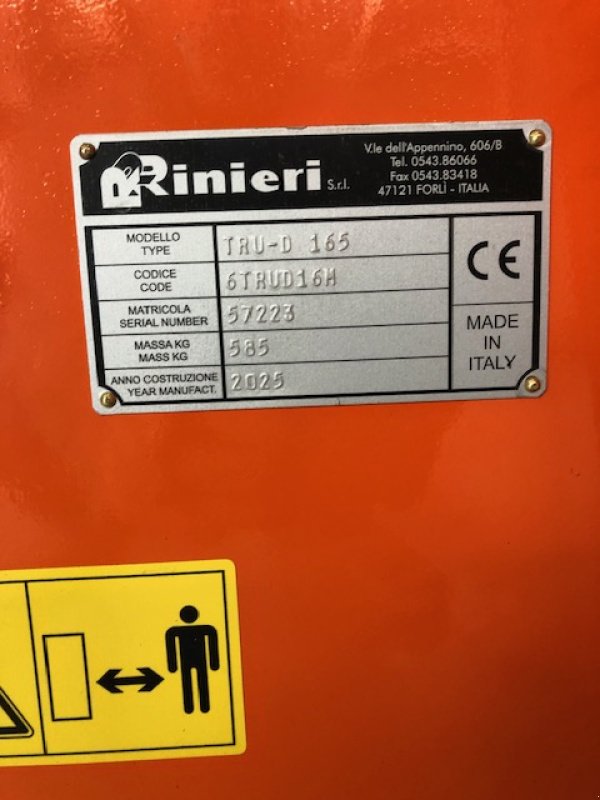 Rinieri S.r.l.
V.le dell'Appennino, 606/B
Tel. 0543.86066
Fax 0543.83418
47121 FORLÌ - ITALIA
MODELLO
TYPE
TRU-D 165
CODICE
CODE
6TRUD16M
MATRICOLA
SERIAL NUMBER
57223
MASSA KG
MASS KG
585
ANNO COSTRUZIONE
YEAR MANUFACT.
2025
CE
MADE
IN
ITALY